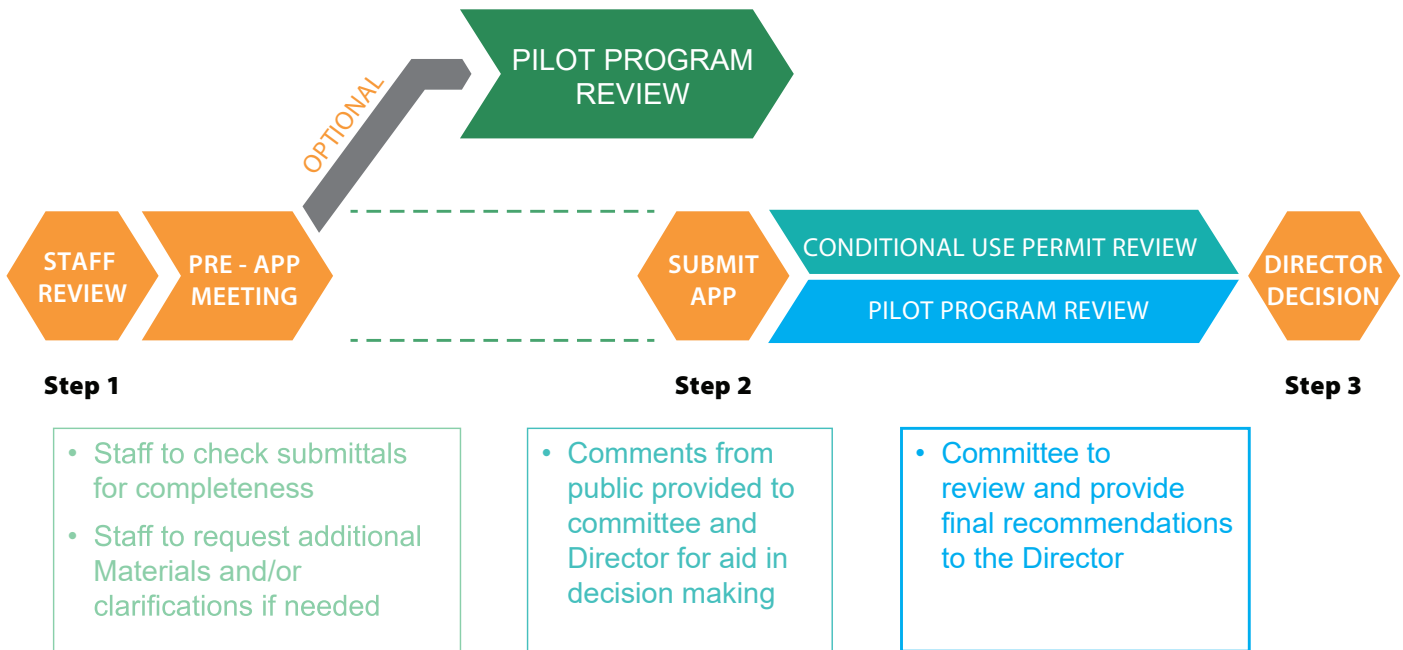 PILOT PROGRAM
REVIEW
OPTIONAL
STAFF
REVIEW
PRE - APP
MEETING
SUBMIT
APP
CONDITIONAL USE PERMIT REVIEW
PILOT PROGRAM REVIEW
DIRECTOR
DECISION
Step 1
Step 2
Step 3
• Staff to check submittals
for completeness
• Staff to request additional
Materials and/or
clarifications if needed
• Comments from
public provided to
committee and
Director for aid in
decision making
• Committee to
review and provide
final recommendations
to the Director